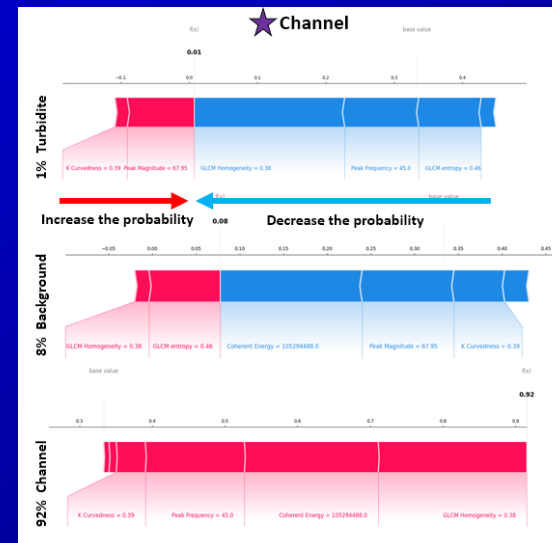 Channel
f(x)
base value
0.01
−0.1 0.0 0.1 0.2 0.3 0.4
1% Turbidite
K Curvedness = 0.39 Peak Magnitude = 67.95 GLCM Homogeneity = 0.38 Peak Frequency = 45.0 GLCM entropy = 0.46
Increase the probability
Decrease the probability
f(x)
base value
0.08
−0.05 0.00 0.05 0.10 0.15 0.20 0.25 0.30 0.35 0.40 0.45
8% Background
GLCM Homogeneity = 0.38 GLCM entropy = 0.46 Coherent Energy = 105294488.0 Peak Magnitude = 67.95 K Curvedness = 0.39
base value
f(x)
0.92
0.3 0.4 0.5 0.6 0.7 0.8 0.9
92% Channel
K Curvedness = 0.39 Peak Frequency = 45.0 Coherent Energy = 105294488.0 GLCM Homogeneity = 0.38